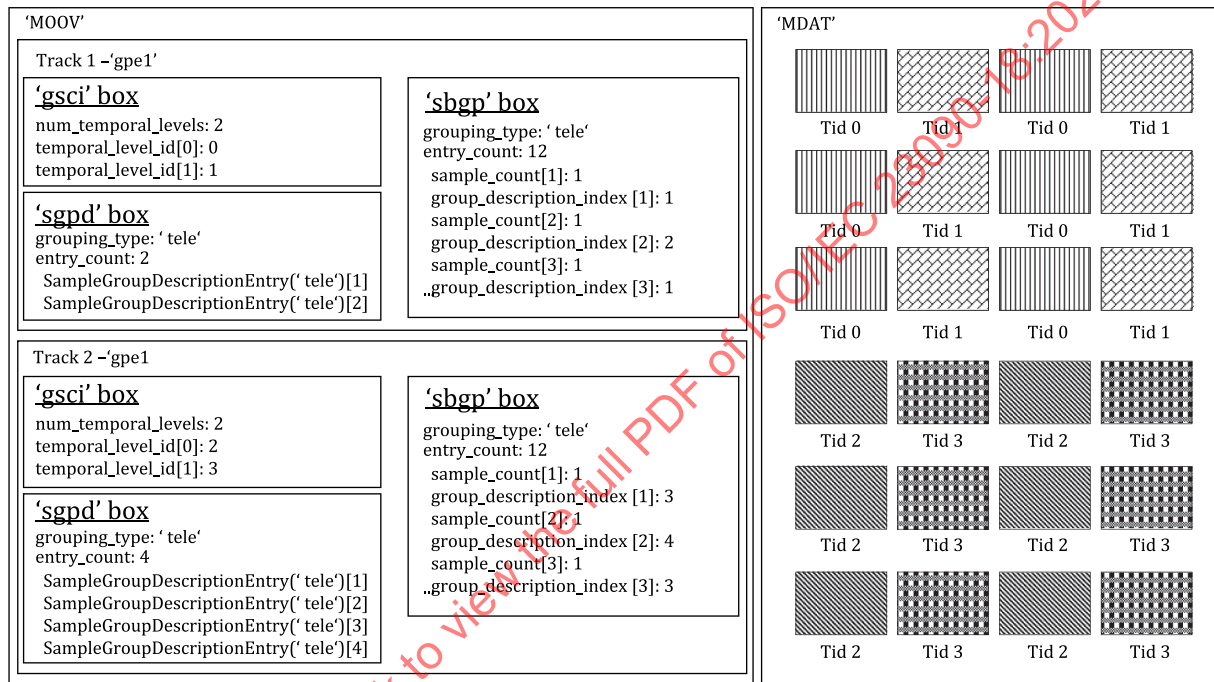 'MOOV'
Track 1 –'gpe1'
'gsci' box
num_temporal_levels: 2
temporal_level_id[0]: 0
temporal_level_id[1]: 1
'sgpd' box
grouping_type: ' tele'
entry_count: 2
SampleGroupDescriptionEntry(' tele')[1]
SampleGroupDescriptionEntry(' tele')[2]
'sbgp' box
grouping_type: ' tele'
entry_count: 12
sample_count[1]: 1
group_description_index [1]: 1
sample_count[2]: 1
group_description_index [2]: 2
sample_count[3]: 1
..group_description_index [3]: 1
Track 2 –'gpe1
'gsci' box
num_temporal_levels: 2
temporal_level_id[0]: 2
temporal_level_id[1]: 3
'sgpd' box
grouping_type: ' tele'
entry_count: 4
SampleGroupDescriptionEntry(' tele')[1]
SampleGroupDescriptionEntry(' tele')[2]
SampleGroupDescriptionEntry(' tele')[3]
SampleGroupDescriptionEntry(' tele')[4]
'sbgp' box
grouping_type: ' tele'
entry_count: 12
sample_count[1]: 1
group_description_index [1]: 3
sample_count[2]: 1
group_description_index [2]: 4
sample_count[3]: 1
..group_description_index [3]: 3
'MDAT'
Tid 0 Tid 1 Tid 0 Tid 1
Tid 0 Tid 1 Tid 0 Tid 1
Tid 0 Tid 1 Tid 0 Tid 1
Tid 2 Tid 3 Tid 2 Tid 3
Tid 2 Tid 3 Tid 2 Tid 3
Tid 2 Tid 3 Tid 2 Tid 3
to view the full PDF of ISO/IEC 23090-18:202